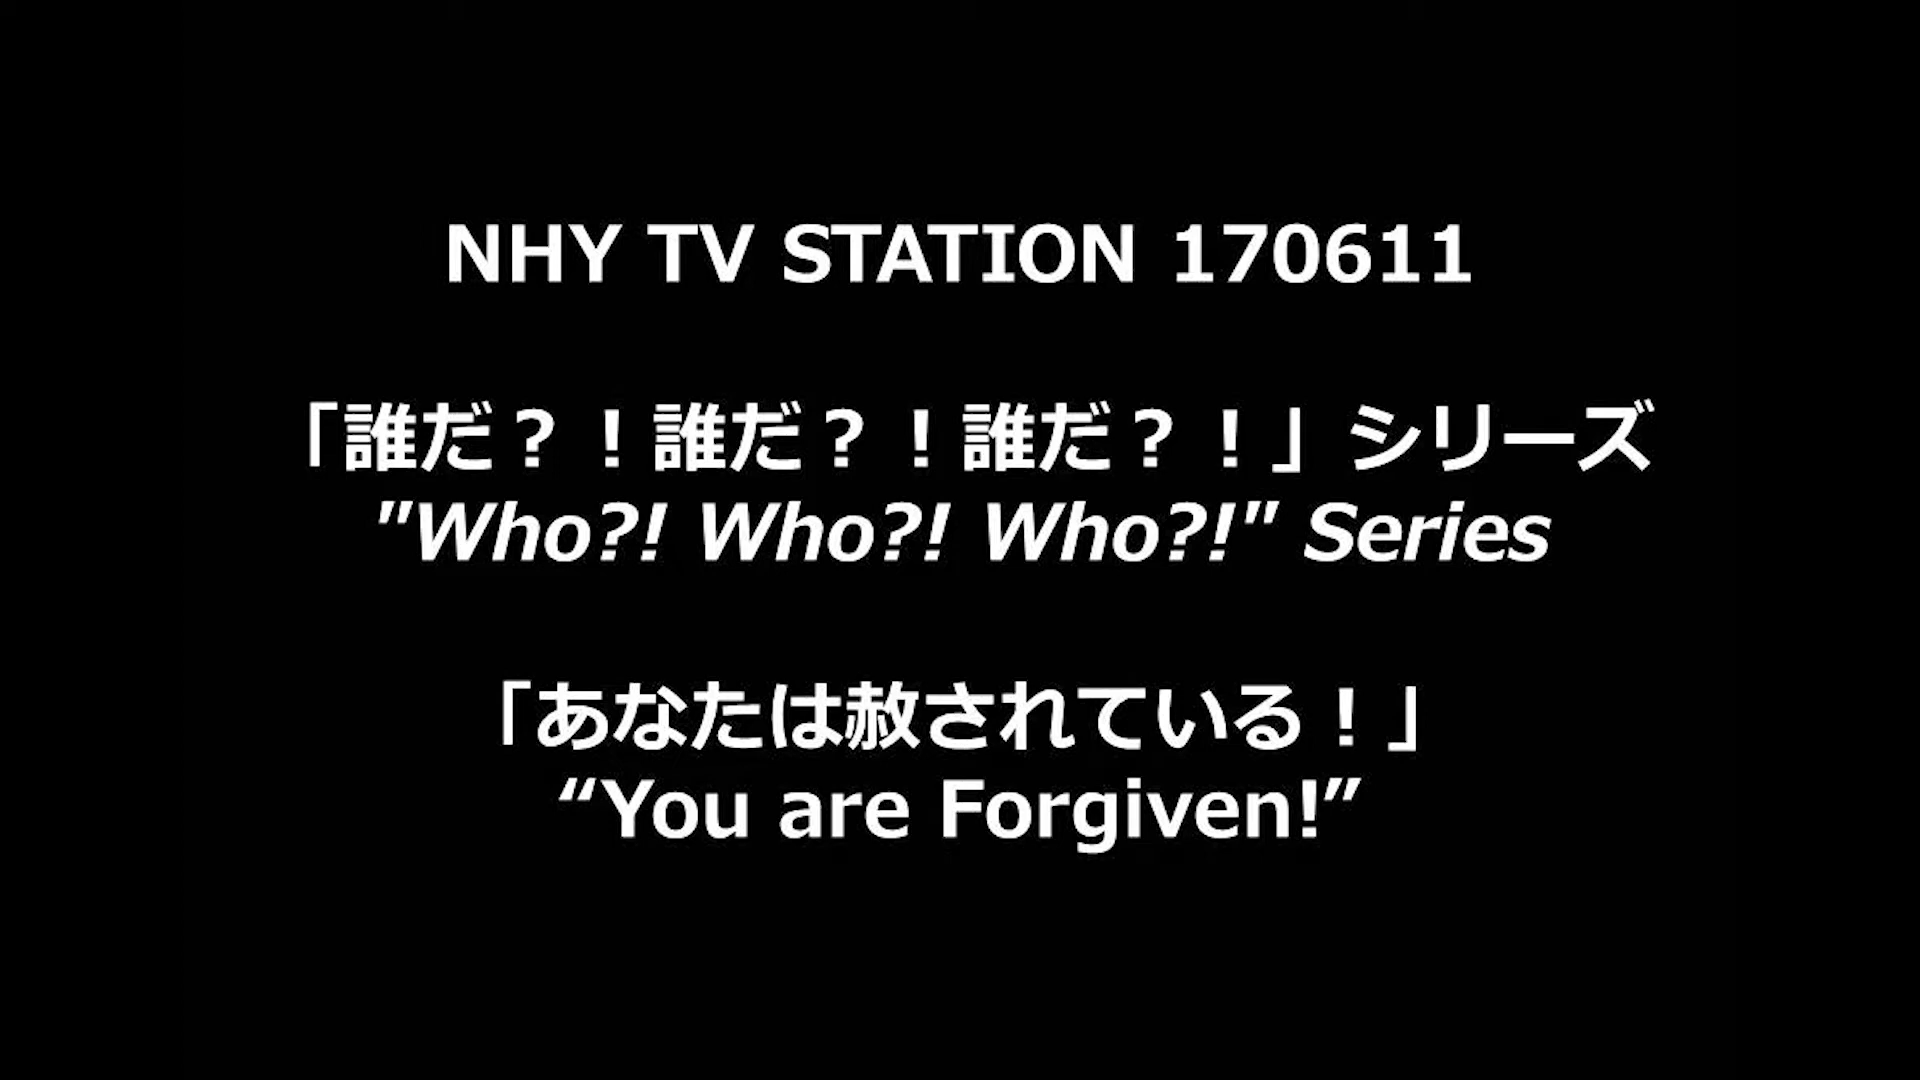 NHY TV STATION 170611
「誰だ？！誰だ？！誰だ？！」シリーズ
"Who?! Who?! Who?!" Series
「あなたは赦されている！」
“You are Forgiven!”